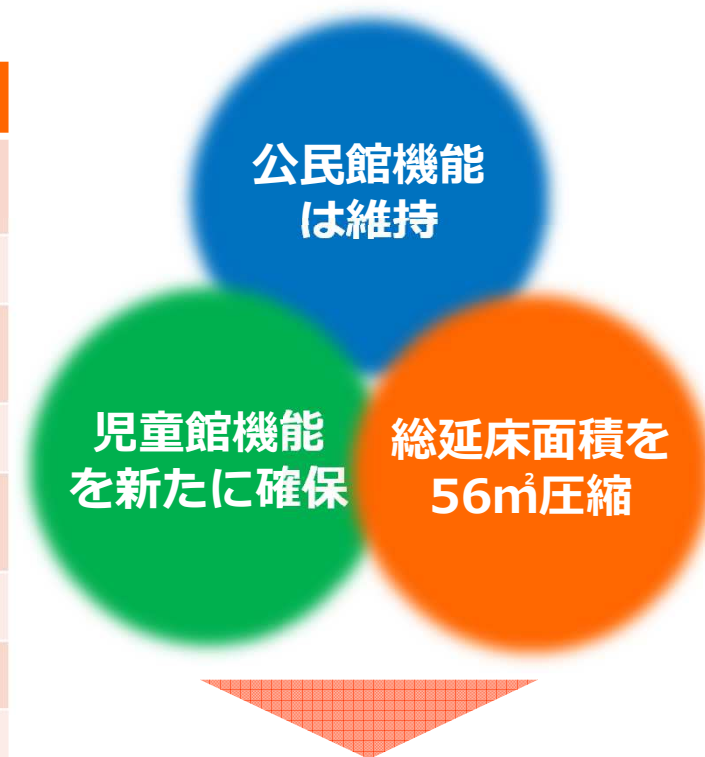 公民館機能
は維持
児童館機能
を新たに確保
総延床面積を
56㎡圧縮